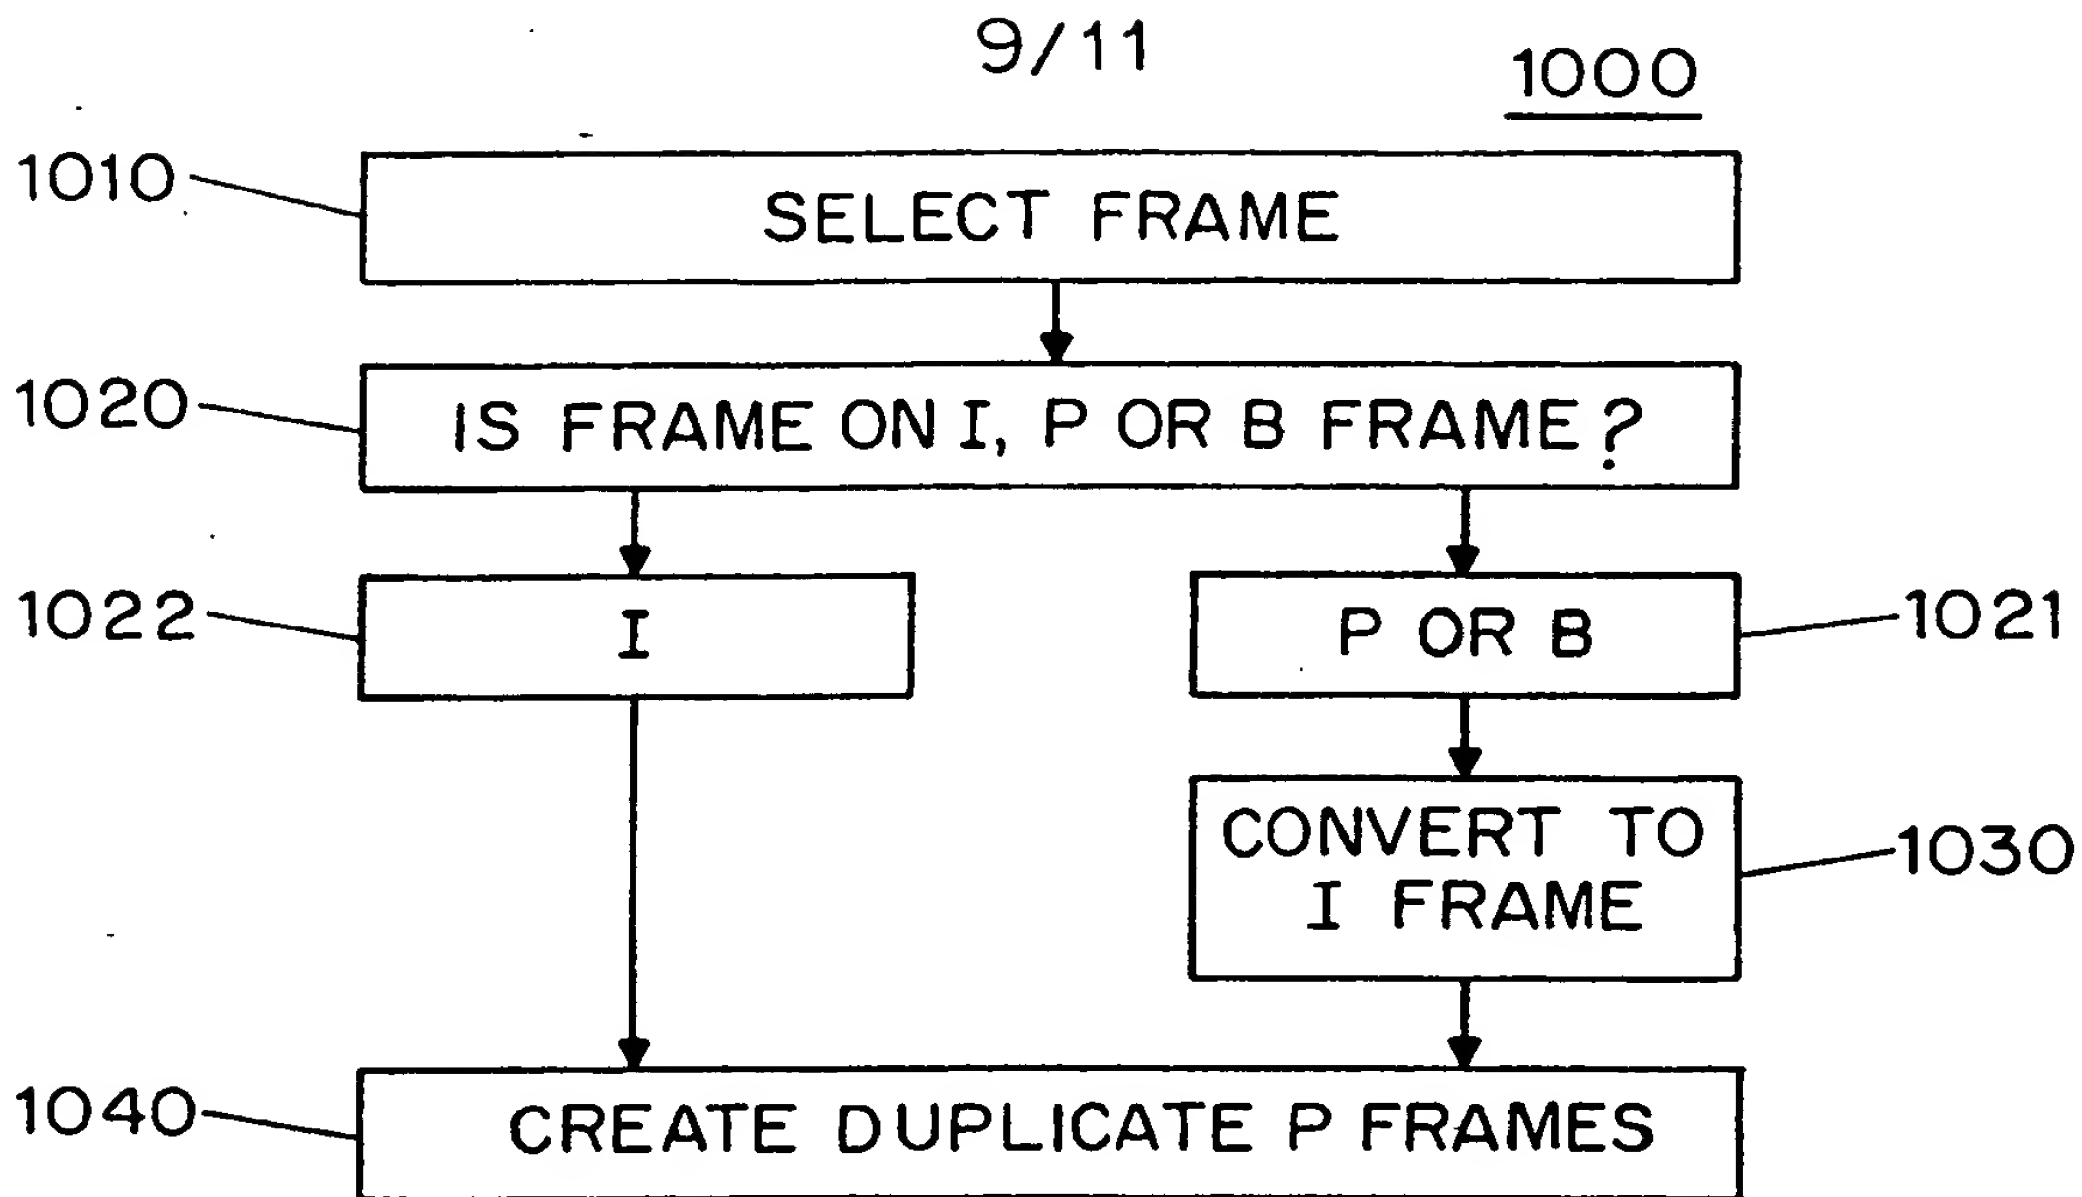 9/11
1000
1010
SELECT FRAME
1020
IS FRAME ON I, P OR B FRAME?
1022
I
P OR B
1021
CONVERT TO
I FRAME
1030
1040
CREATE DUPLICATE P FRAMES